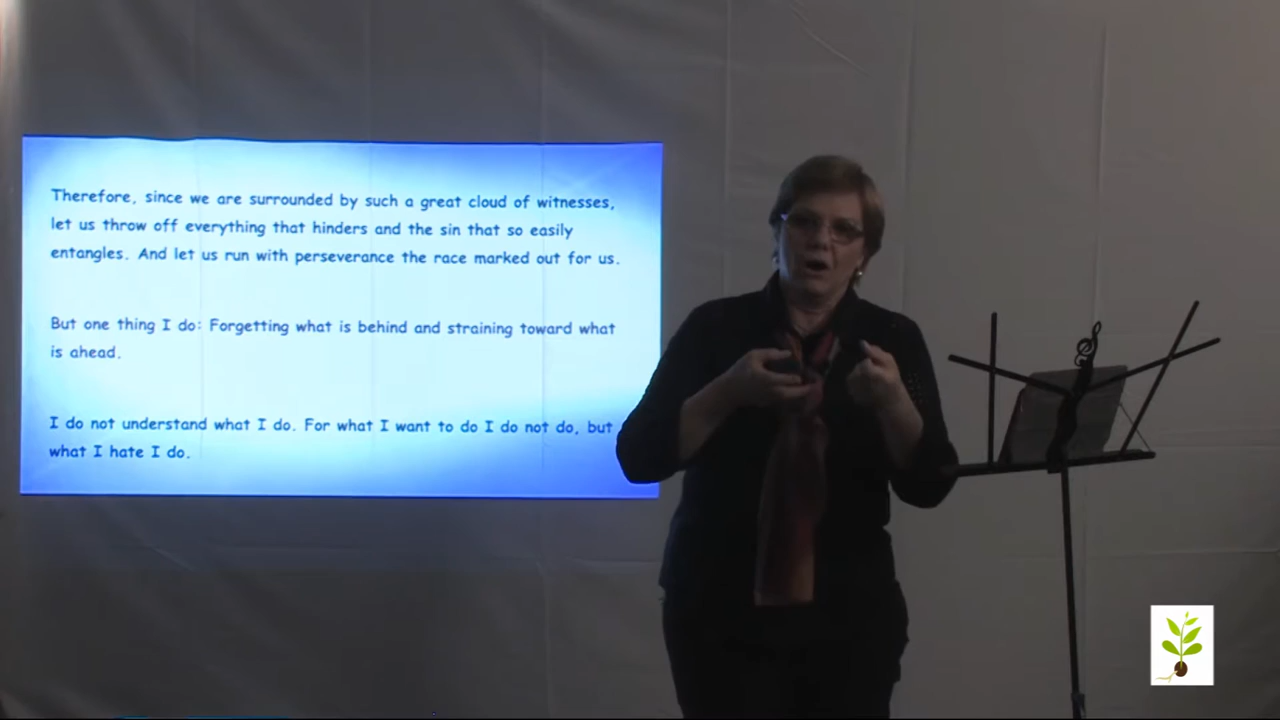 Therefore, since we are surrounded by such a great cloud of witnesses,
let us throw off everything that hinders and the sin that so easily
entangles. And let us run with perseverance the race marked out for us.
But one thing I do: Forgetting what is behind and straining toward what
is ahead.
I do not understand what I do. For what I want to do I do not do, but
what I hate I do.